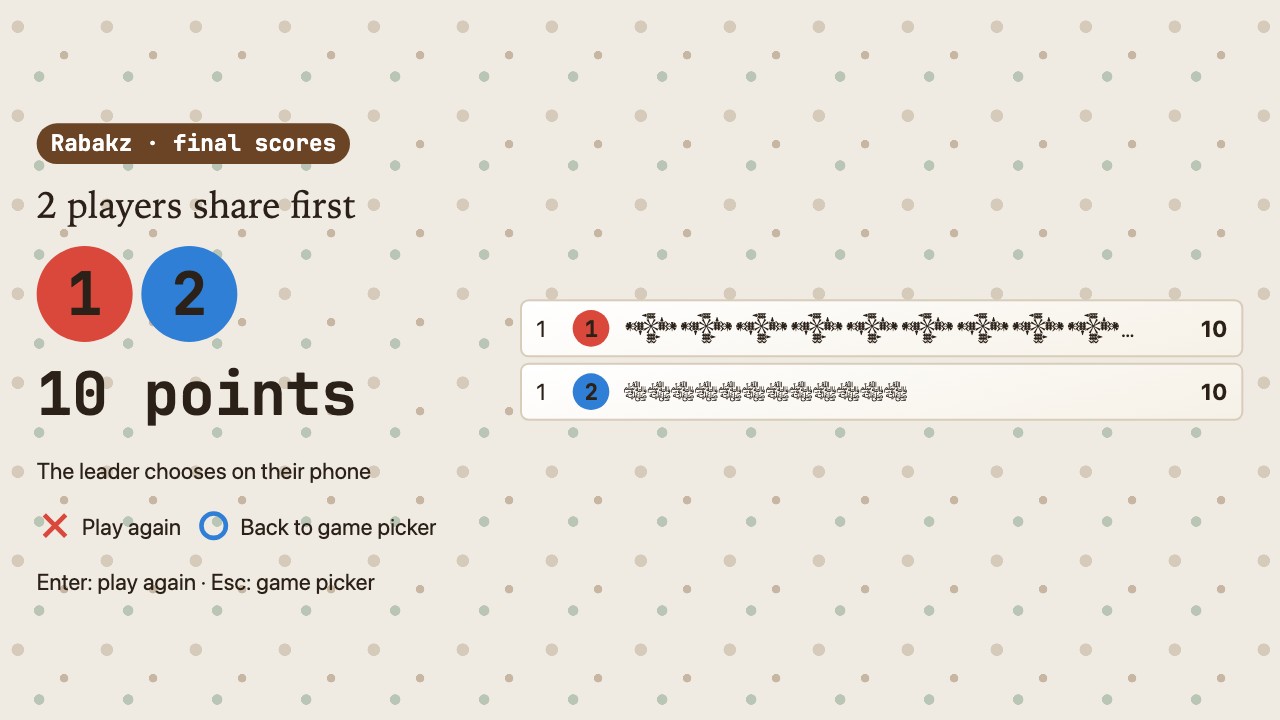 Rabakz · final scores
2 players share first
1 2
10 points
The leader chooses on their phone
Play again
Back to game picker
Enter: play again · Esc: game picker
1 1 … 10
1 2 10